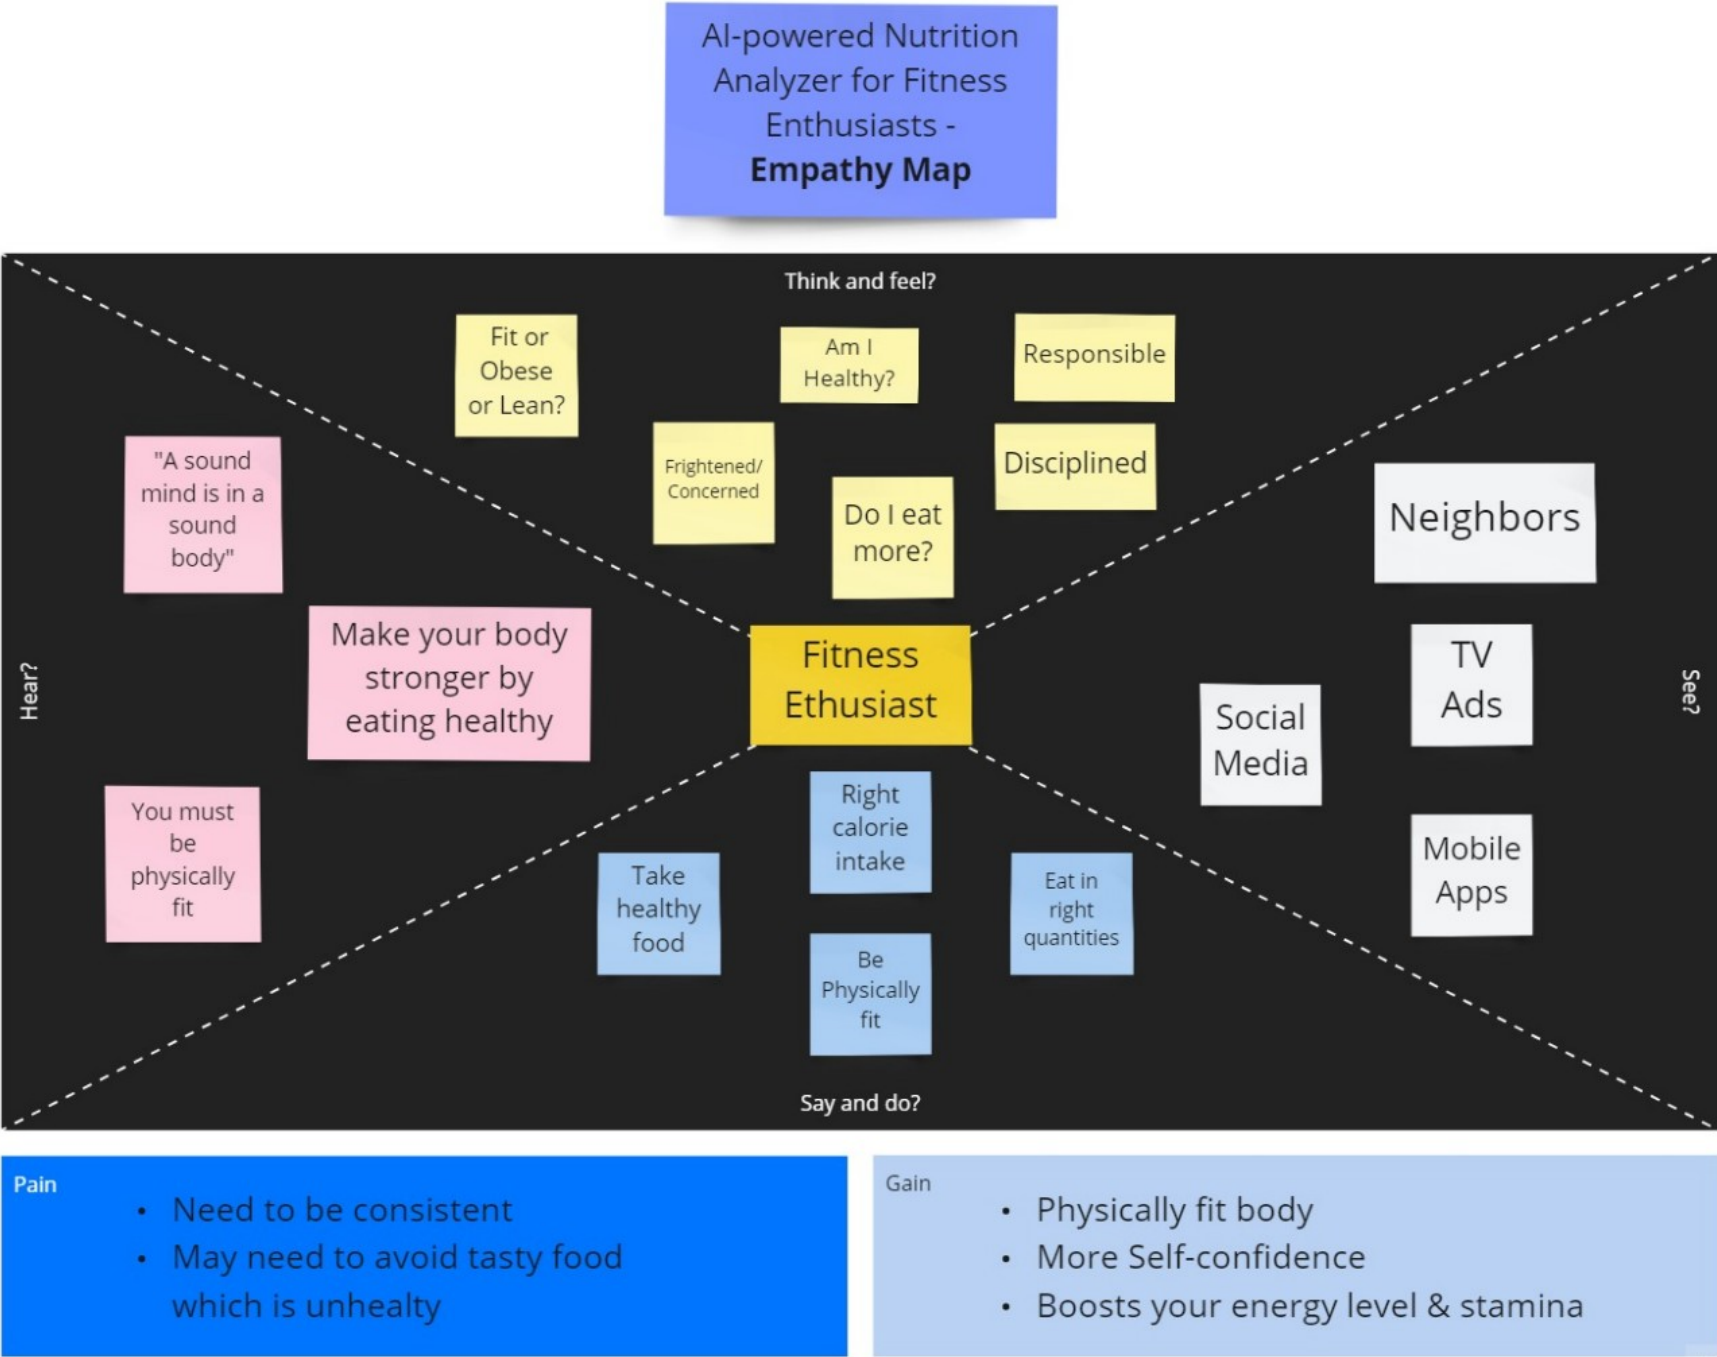 AI-powered Nutrition
Analyzer for Fitness
Enthusiasts -
Empathy Map
Think and feel?
Fit or
Obese
or Lean?
Am I
Healthy?
Responsible
Frightened/
Concerned
Do I eat
more?
Disciplined
Hear?
"A sound
mind is in a
sound
body"
Make your body
stronger by
eating healthy
You must
be
physically
fit
Fitness
Ethusiast
See?
Neighbors
TV
Ads
Social
Media
Mobile
Apps
Right
calorie
intake
Take
healthy
food
Eat in
right
quantities
Be
Physically
fit
Say and do?
Pain
• Need to be consistent
• May need to avoid tasty food
which is unhealty
Gain
• Physically fit body
• More Self-confidence
• Boosts your energy level & stamina